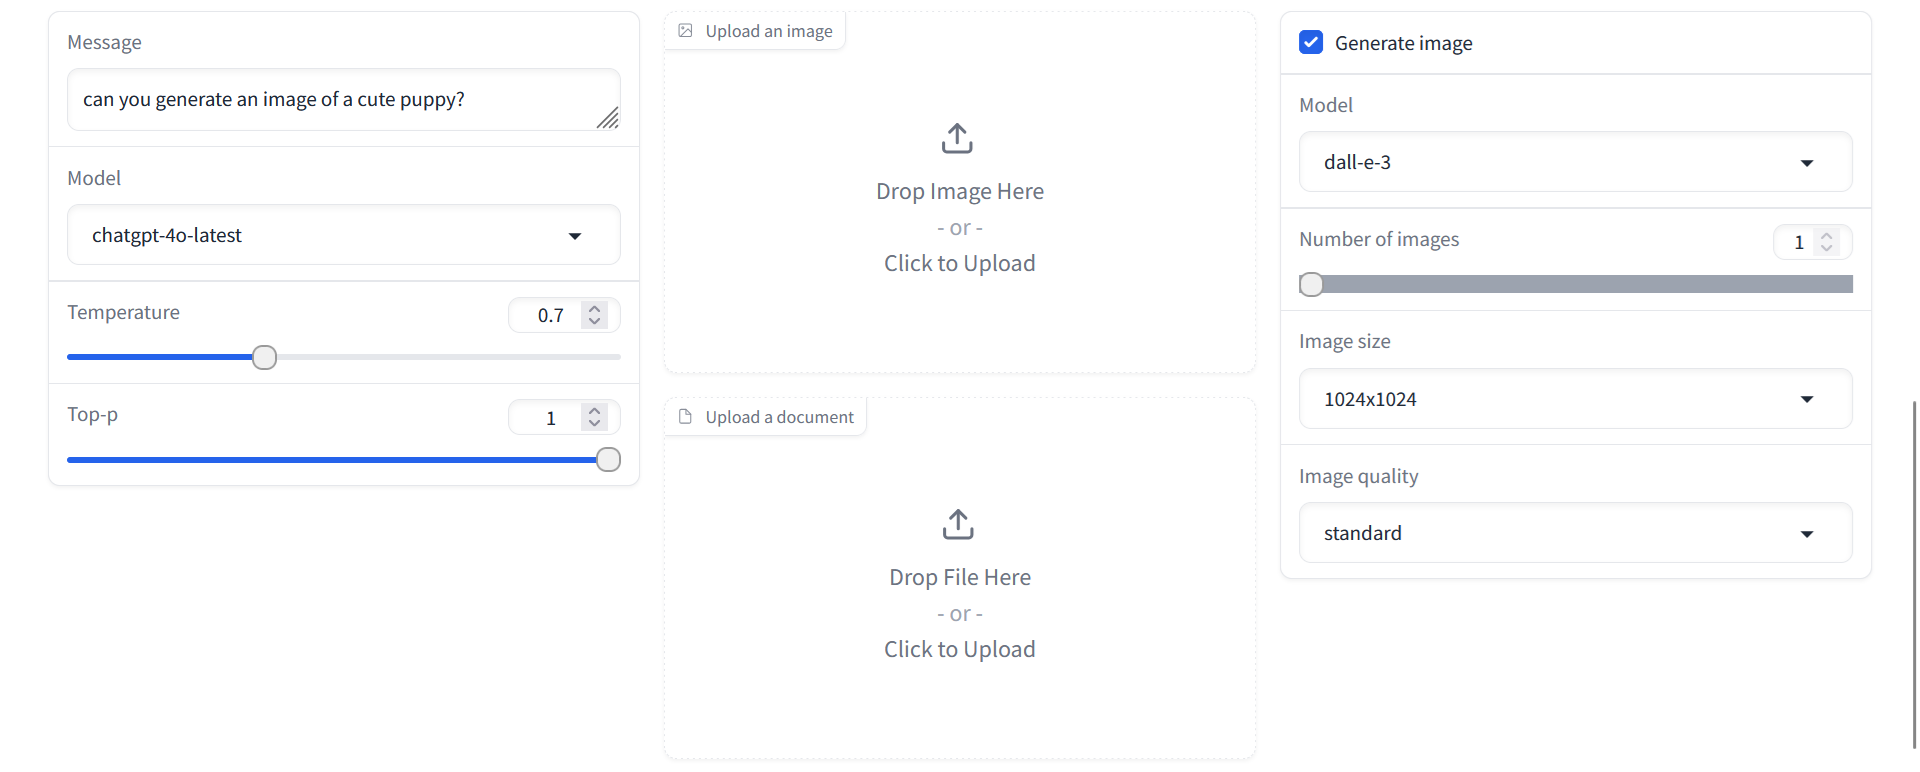 Message
can you generate an image of a cute puppy?
Model
chatgpt-4o-latest
Temperature
0.7
Top-p
1
Upload an image
Drop Image Here
- or -
Click to Upload
Upload a document
Drop File Here
- or -
Click to Upload
Generate image
Model
dall-e-3
Number of images
1
Image size
1024x1024
Image quality
standard